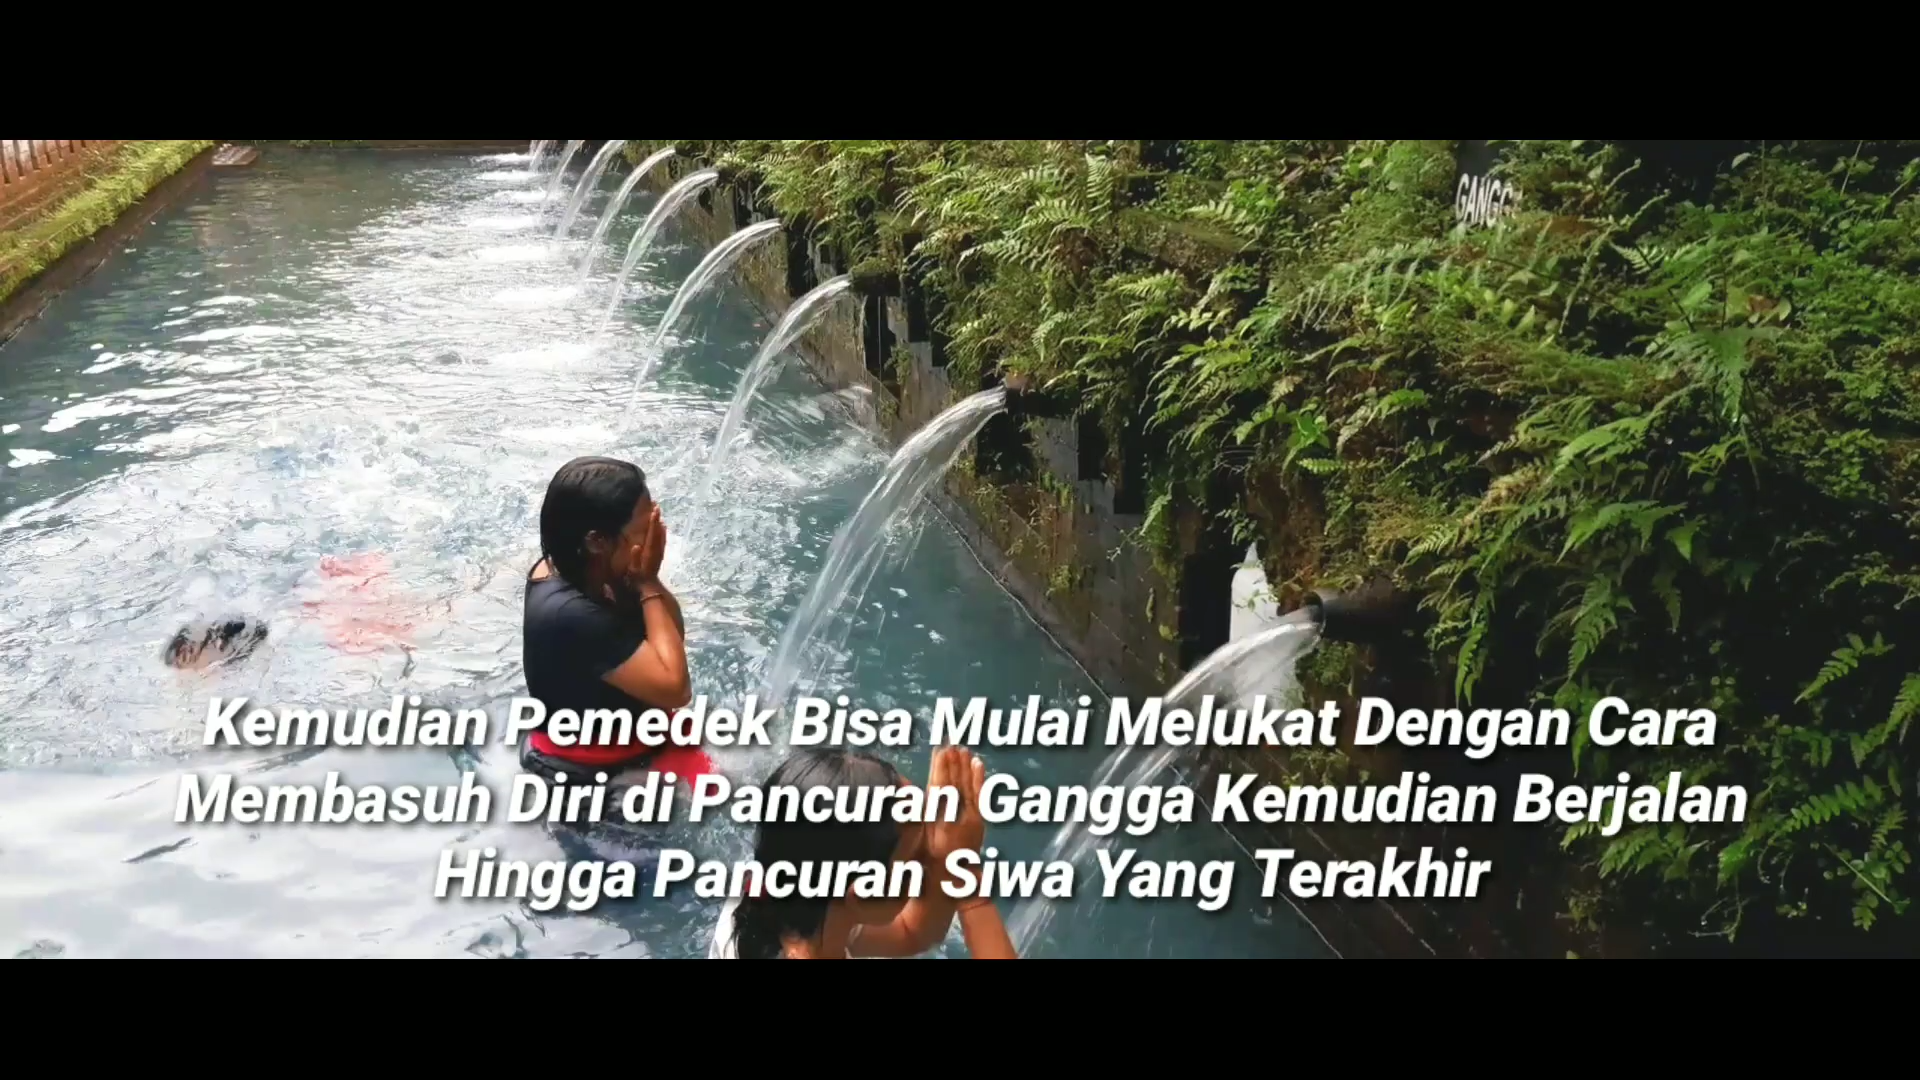 GANGG
Kemudian Pemedek Bisa Mulai Melukat Dengan Cara
Membasuh Diri di Pancuran Gangga Kemudian Berjalan
Hingga Pancuran Siwa Yang Terakhir